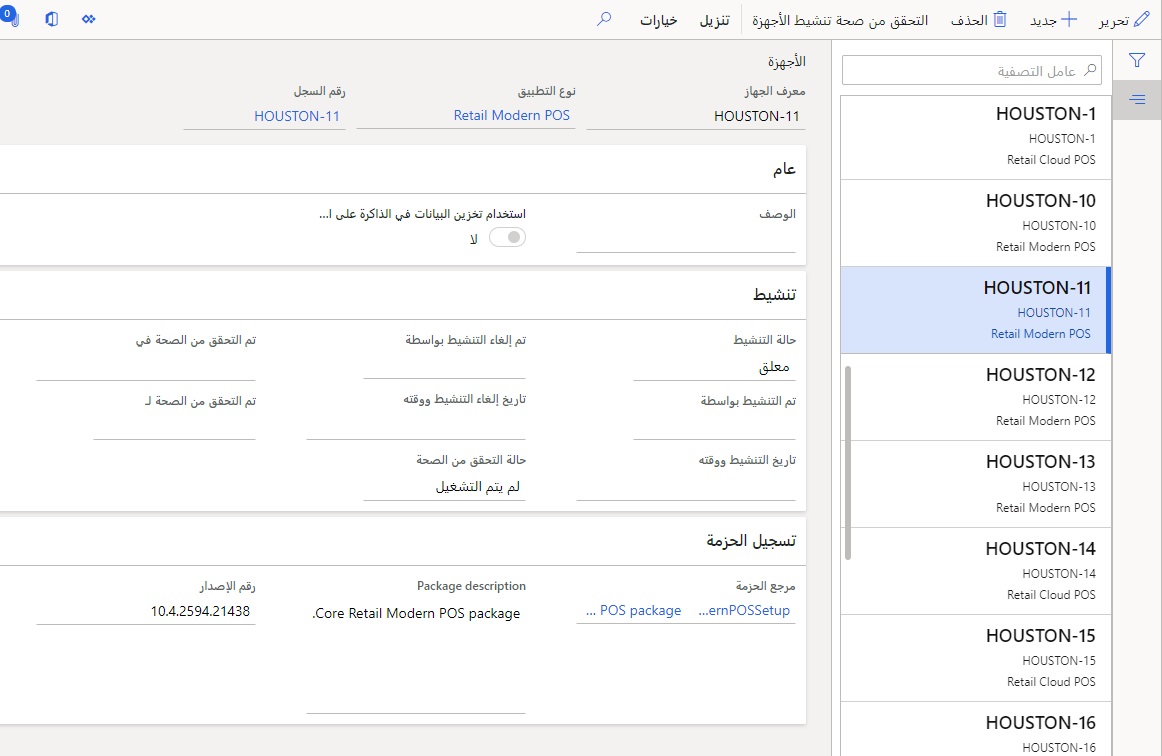 تحرير
جديد
الحذف
التحقق من صحة تنشيط الأجهزة
تنزيل
خيارات
0
عامل التصفية
HOUSTON-1
HOUSTON-1
Retail Cloud POS
HOUSTON-10
HOUSTON-10
Retail Modern POS
HOUSTON-11
HOUSTON-11
Retail Modern POS
HOUSTON-12
HOUSTON-12
Retail Modern POS
HOUSTON-13
HOUSTON-13
Retail Modern POS
HOUSTON-14
HOUSTON-14
Retail Cloud POS
HOUSTON-15
HOUSTON-15
Retail Cloud POS
HOUSTON-16
HOUSTON-16
الأجهزة
معرف الجهاز
HOUSTON-11
نوع التطبيق
Retail Modern POS
رقم السجل
HOUSTON-11
عام
الوصف
استخدام تخزين البيانات في الذاكرة على ا...
لا
تنشيط
حالة التنشيط
معلق
تم التنشيط بواسطة
تاريخ التنشيط ووقته
تم إلغاء التنشيط بواسطة
تاريخ إلغاء التنشيط ووقته
حالة التحقق من الصحة
لم يتم التشغيل
تم التحقق من الصحة في
تم التحقق من الصحة لـ
تسجيل الحزمة
مرجع الحزمة
...ernPOSSetup
... POS package
Package description
.Core Retail Modern POS package
رقم الإصدار
10.4.2594.21438